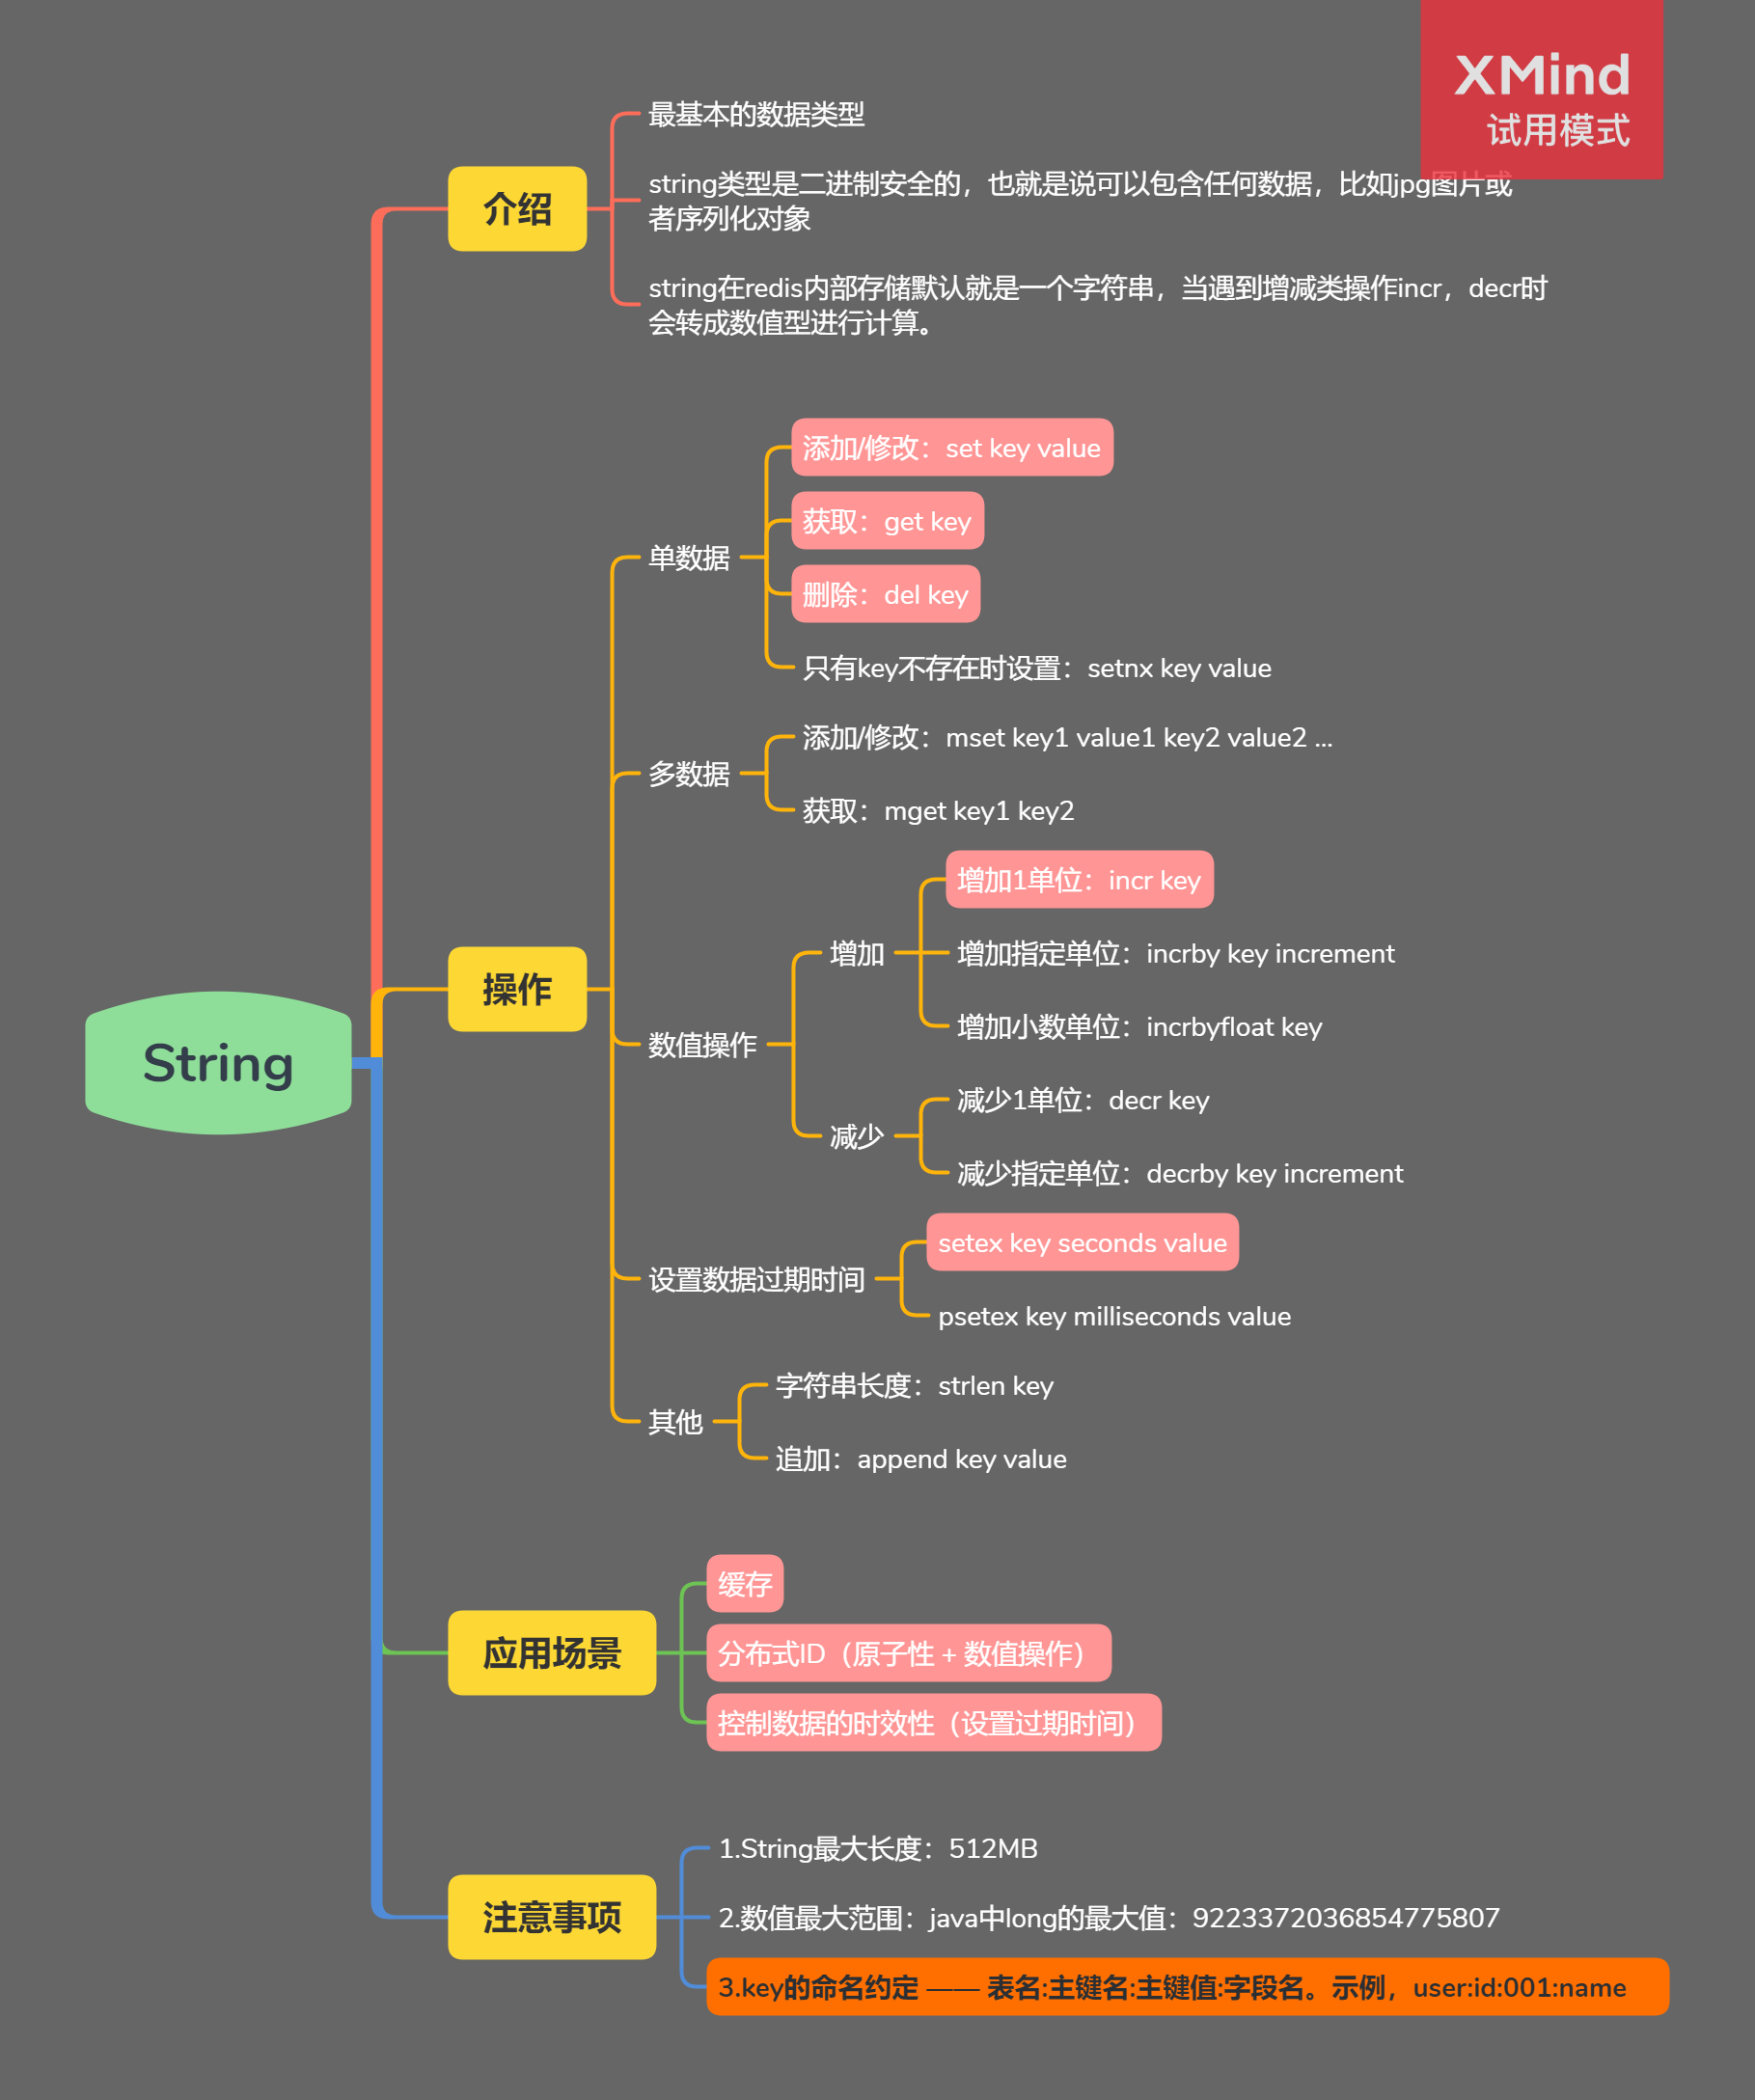 XMind
试用模式
最基本的数据类型
介绍
string类型是二进制安全的，也就是说可以包含任何数据，比如jpg图片或
者序列化对象
string在redis内部存储默认就是一个字符串，当遇到增减类操作incr，decr时
会转成数值型进行计算。
添加/修改：set key value
获取：get key
单数据
删除：del key
只有key不存在时设置：setnx key value
添加/修改：mset key1 value1 key2 value2 ...
多数据
获取：mget key1 key2
增加1单位：incr key
增加
增加指定单位：incrby key increment
操作
增加小数单位：incrbyfloat key
数值操作
String
减少1单位：decr key
减少
减少指定单位：decrby key increment
setex key seconds value
设置数据过期时间
psetex key milliseconds value
字符串长度：strlen key
其他
追加：append key value
缓存
应用场景
分布式ID（原子性 + 数值操作）
控制数据的时效性（设置过期时间）
1.String最大长度：512MB
注意事项
2.数值最大范围：java中long的最大值：9223372036854775807
3.key的命名约定 —— 表名:主键名:主键值:字段名。示例，user:id:001:name